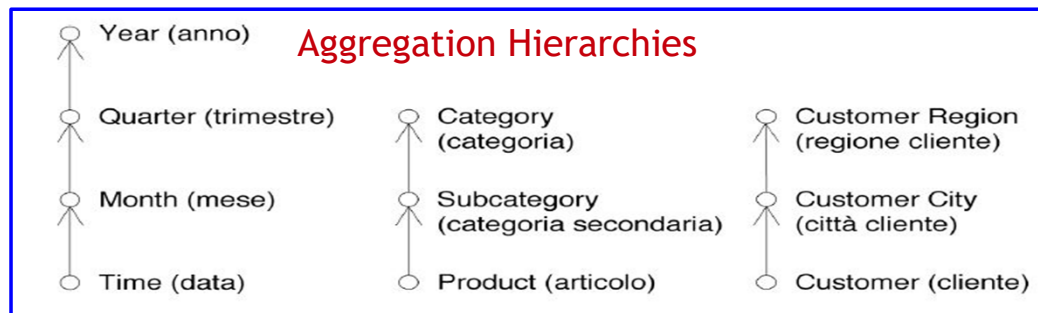 Aggregation Hierarchies
Year (anno)
Quarter (trimestre)
Month (mese)
Time (data)
Category
(categoria)
Subcategory
(categoria secondaria)
Product (articolo)
Customer Region
(regione cliente)
Customer City
(città cliente)
Customer (cliente)